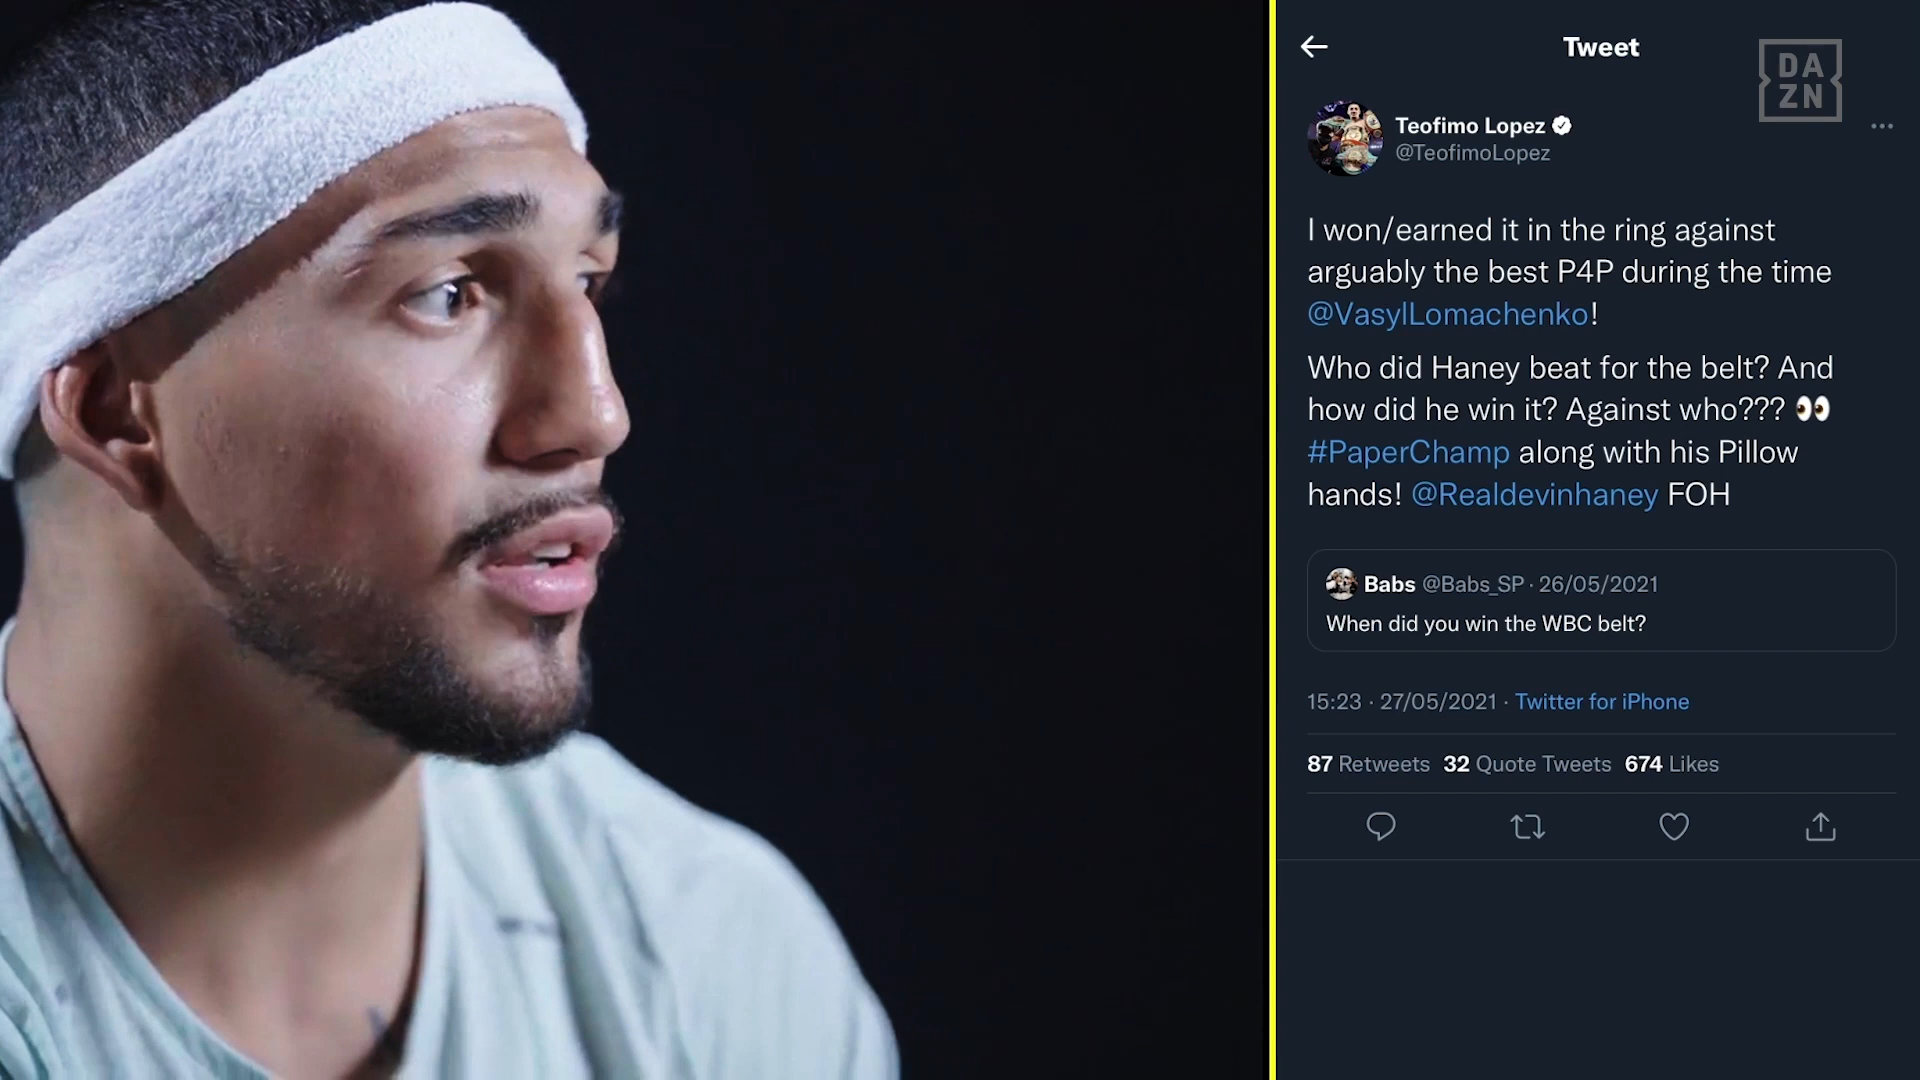 Tweet
DA
ZN
Teofimo Lopez
@TeofimoLopez
I won/earned it in the ring against
arguably the best P4P during the time
@VasylLomachenko!
Who did Haney beat for the belt? And
how did he win it? Against who??? 👀
#PaperChamp along with his Pillow
hands! @Realdevinhaney FOH
Babs @Babs_SP · 26/05/2021
When did you win the WBC belt?
15:23 · 27/05/2021 · Twitter for iPhone
87 Retweets 32 Quote Tweets 674 Likes